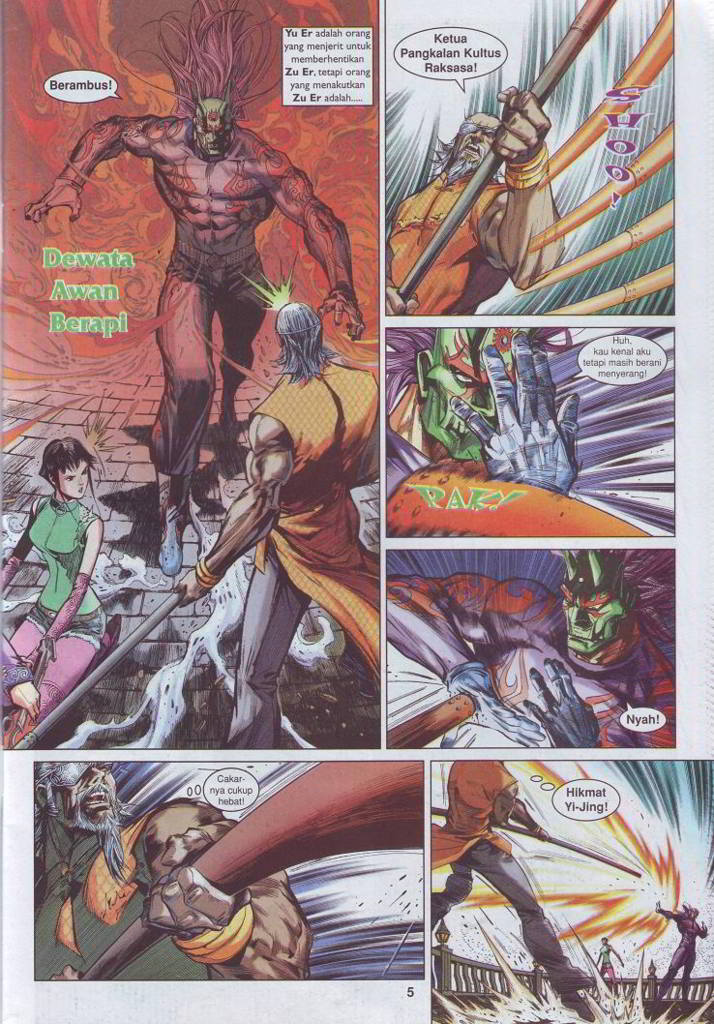 Yu Er adalah orang
yang menjerit untuk
memberhentikan
Zu Er, tetapi orang
yang menakutkan
Zu Er adalah.....
Berambus!
Dewata
Awan
Berapi
Ketua
Pangkalan Kultus
Raksasa!
SHOO!
Huh,
kau kenal aku
tetapi masih berani
menyerang!
PAK!
Nyah!
Cakar-
nya cukup
hebat!
Hikmat
Yi-Jing!
5